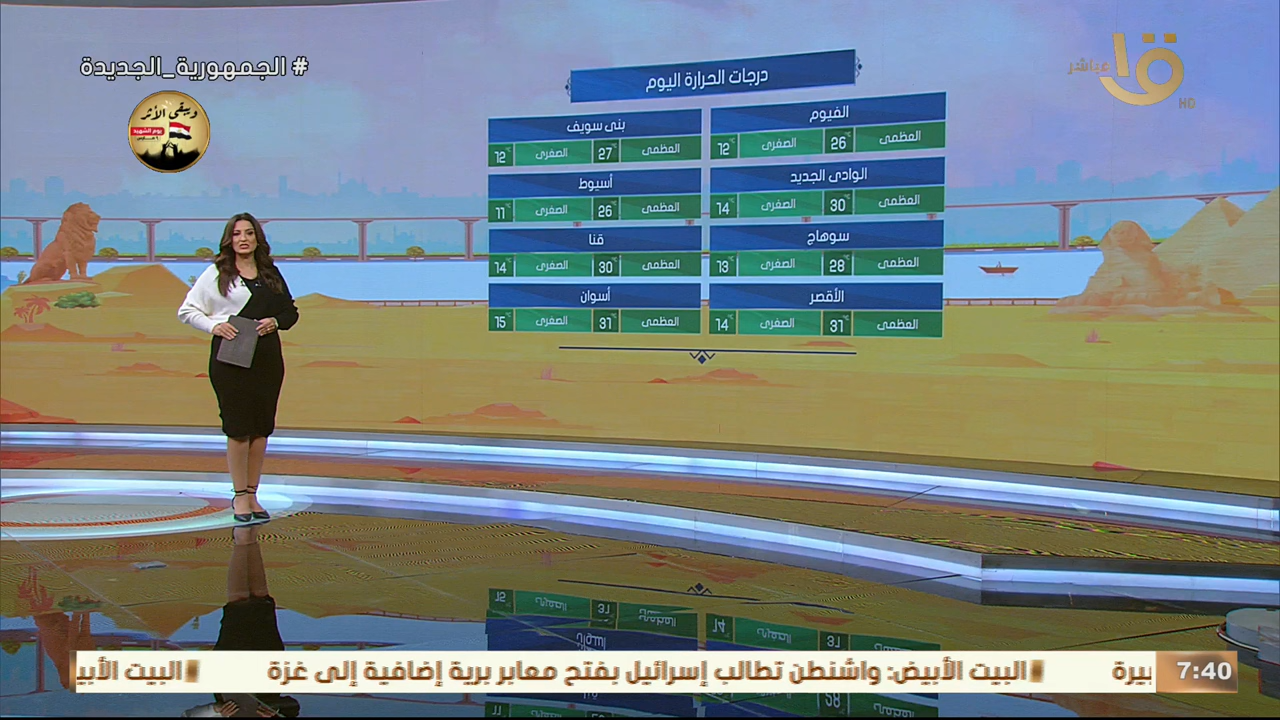 # الجمهورية_الجديدة
ويبقى الأثر
يوم الشهيد
مباشر
HD
درجات الحرارة اليوم
الفيوم
العظمى 26 الصغرى 12
بنى سويف
العظمى 27 الصغرى 12
الوادى الجديد
العظمى 30 الصغرى 14
أسيوط
العظمى 26 الصغرى 11
سوهاج
العظمى 28 الصغرى 13
قنا
العظمى 30 الصغرى 14
الأقصر
العظمى 31 الصغرى 14
أسوان
العظمى 31 الصغرى 15
بيرة البيت الأبيض: واشنطن تطالب إسرائيل بفتح معابر برية إضافية إلى غزة البيت الأبي
7:40